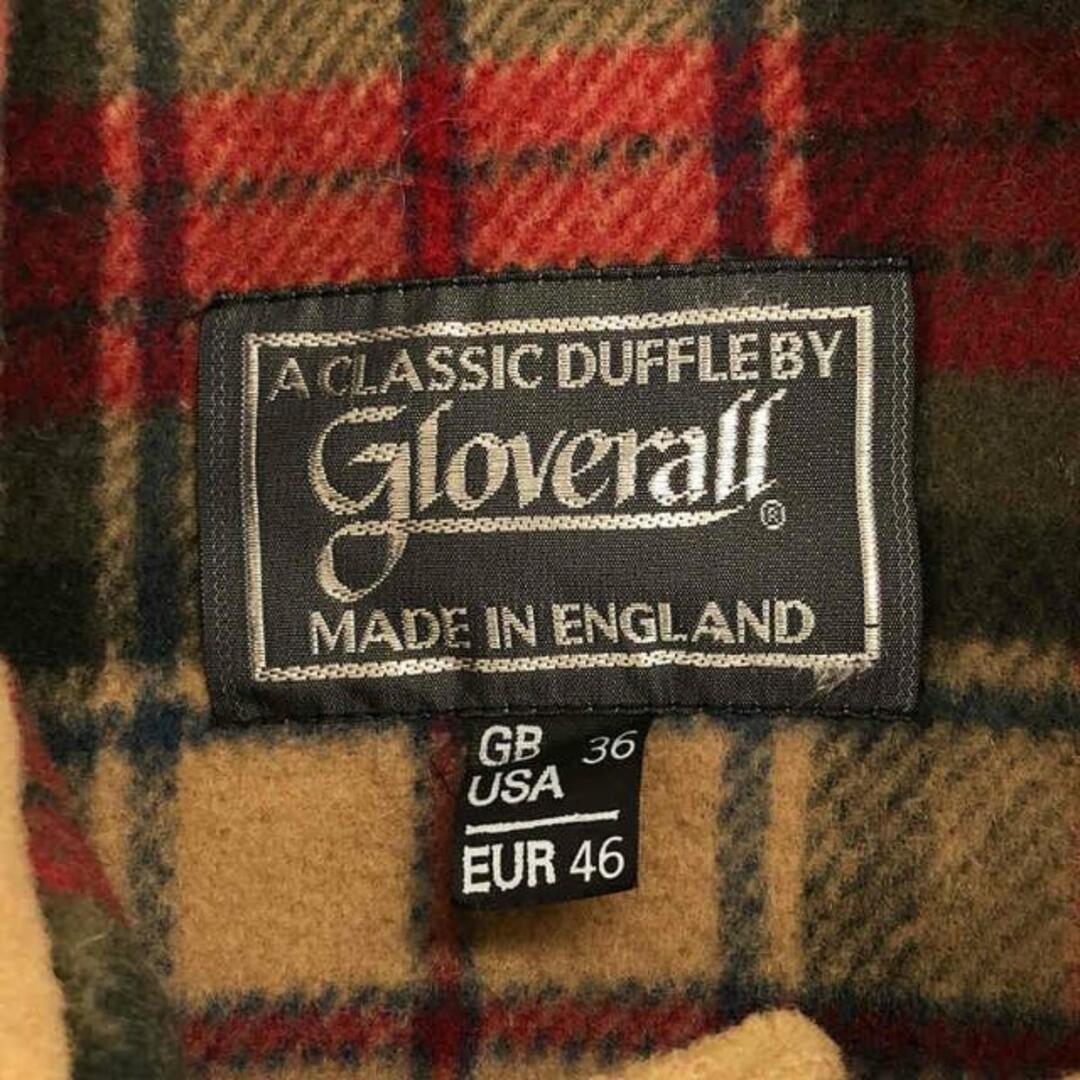 A CLASSIC DUFFLE BY
Gloverall®
MADE IN ENGLAND
GB 36
USA
EUR 46